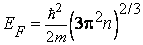 E_F = ℏ²/2m (3π²n)^{2/3}